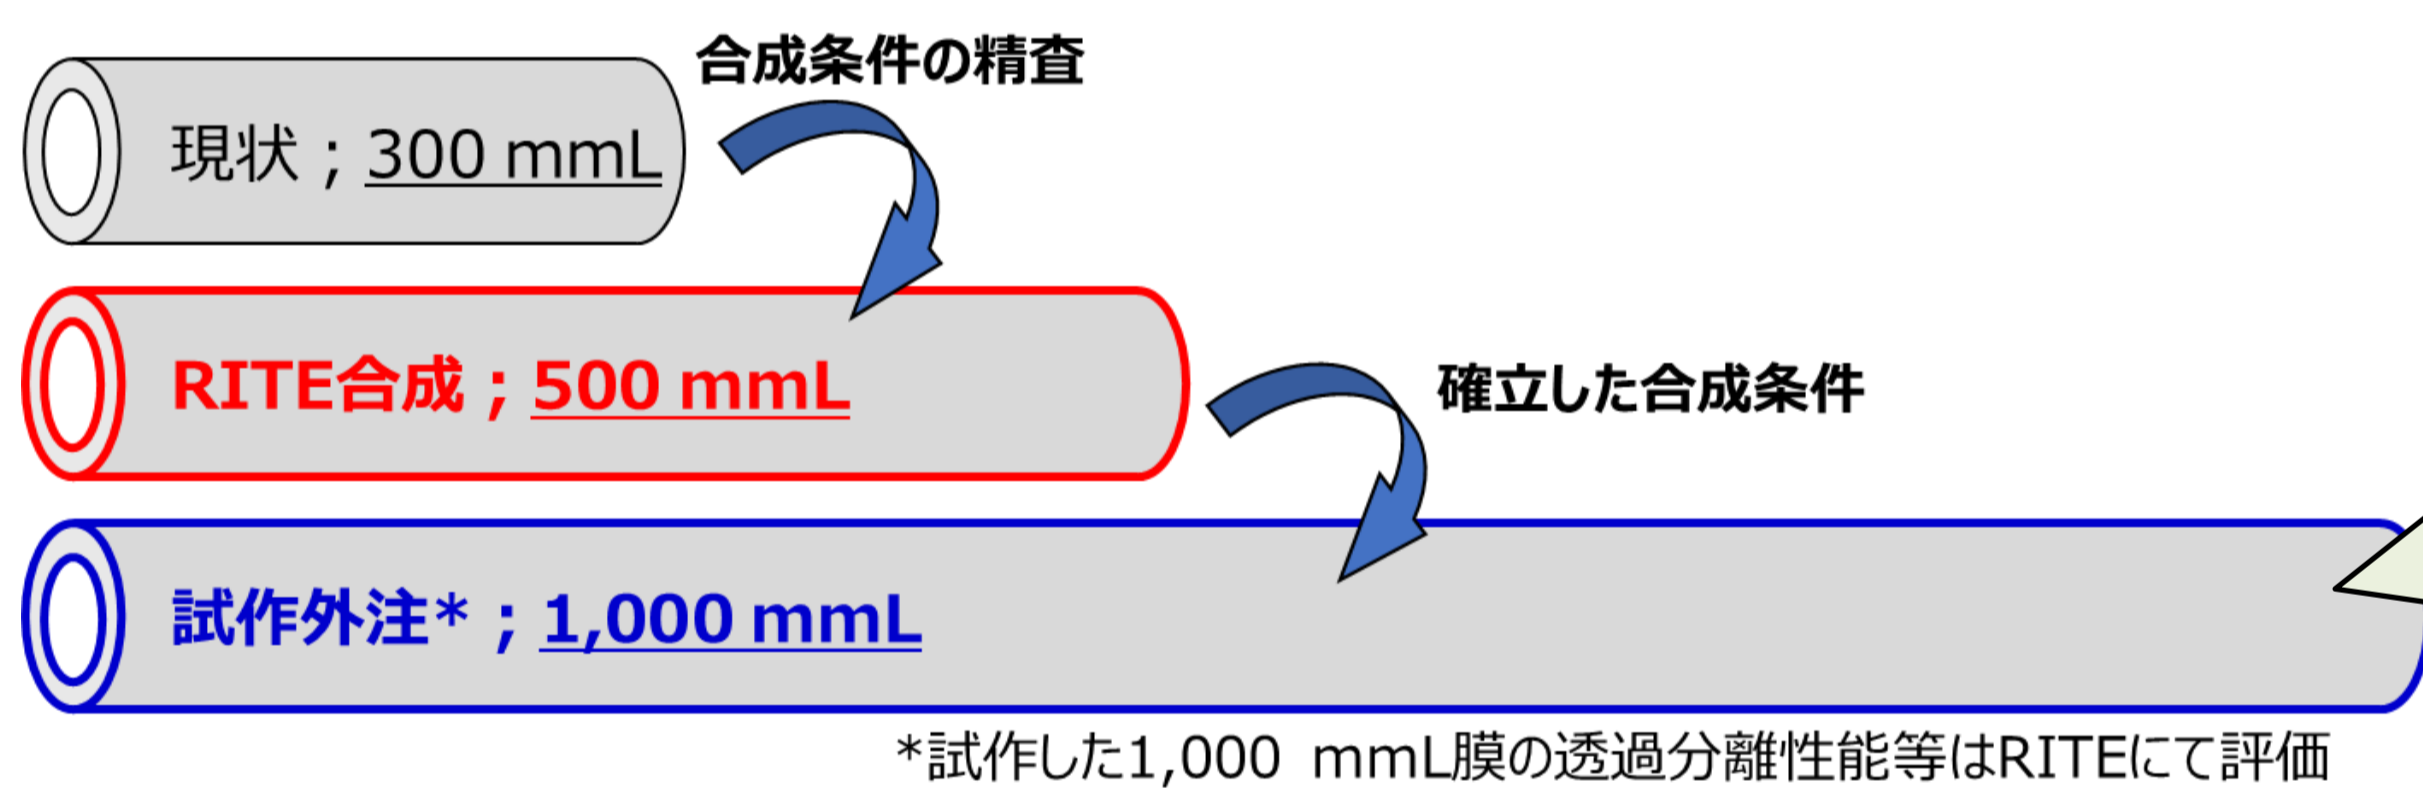 合成条件の精査
現状；300 mmL
RITE合成；500 mmL
確立した合成条件
試作外注*；1,000 mmL
*試作した1,000 mmL膜の透過分離性能等はRITEにて評価